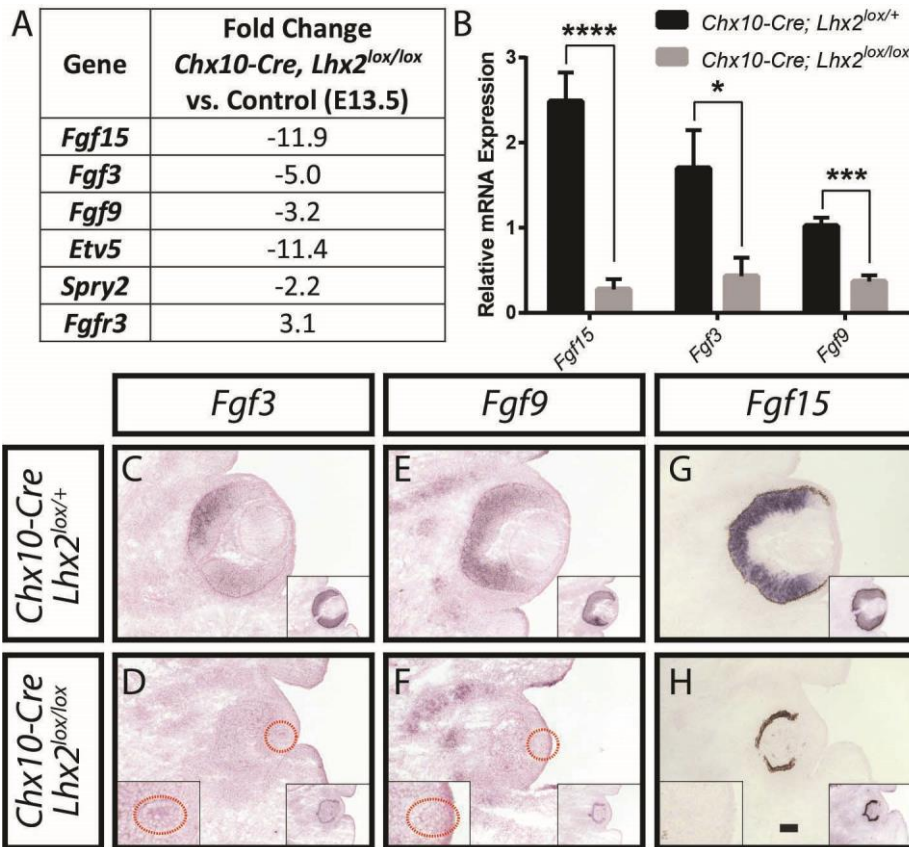 A
Gene
Fold Change
Chx10-Cre, Lhx2lox/lox
vs. Control (E13.5)
Fgf15 -11.9
Fgf3 -5.0
Fgf9 -3.2
Etv5 -11.4
Spry2 -2.2
Fgfr3 3.1
B
Chx10-Cre; Lhx2lox/+
Chx10-Cre; Lhx2lox/lox
Relative mRNA Expression
3
2
1
0
****
*
***
Fgf15
Fgf3
Fgf9
Fgf3
Fgf9
Fgf15
Chx10-Cre
Lhx2lox/+
C
E
G
Chx10-Cre
Lhx2lox/lox
D
F
H